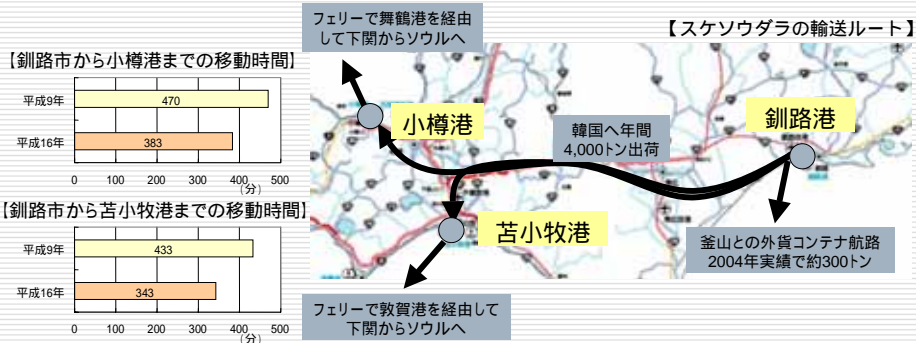 フェリーで舞鶴港を経由
して下関からソウルへ
【スケソウダラの輸送ルート】
【釧路市から小樽港までの移動時間】
平成9年
470
平成16年
383
0 100 200 300 400 500
(分)
小樽港
韓国へ年間
4,000トン出荷
釧路港
【釧路市から苫小牧港までの移動時間】
平成9年
433
平成16年
343
0 100 200 300 400 500
(分)
苫小牧港
釜山との外貨コンテナ航路
2004年実績で約300トン
フェリーで敦賀港を経由して
下関からソウルへ